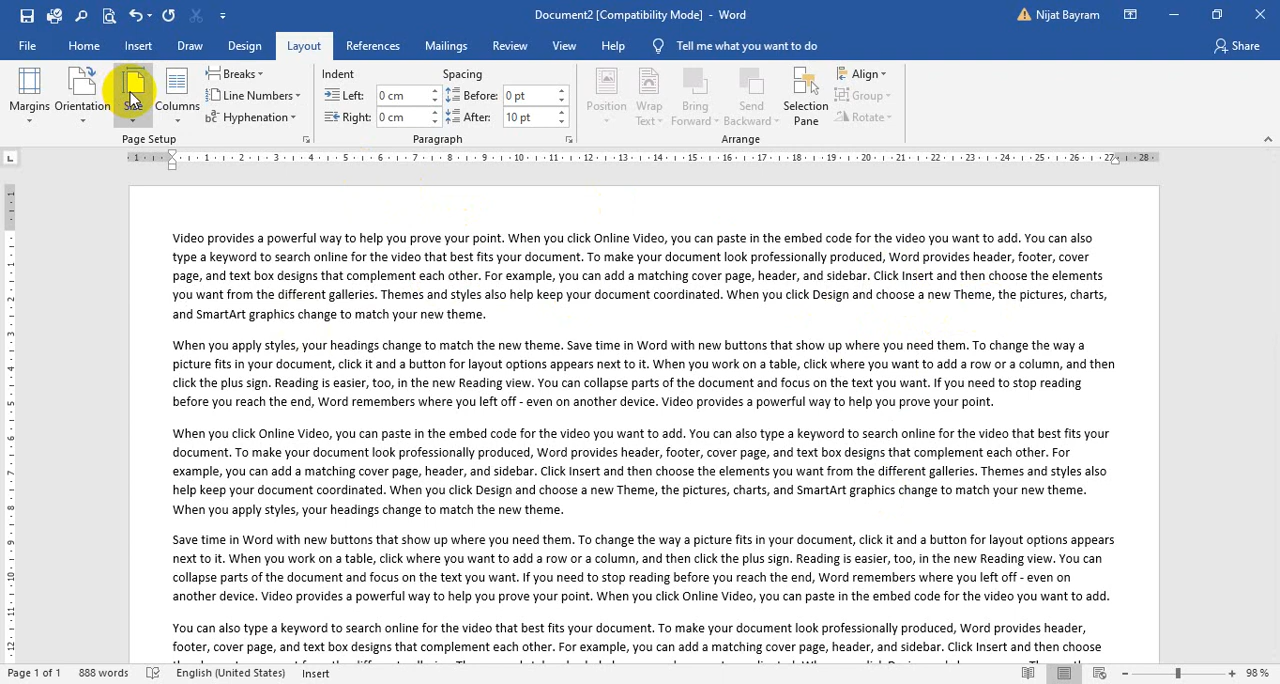 Document2 [Compatibility Mode] - Word
Nijat Bayram
File Home Insert Draw Design Layout References Mailings Review View Help Tell me what you want to do Share
Margins
Orientation
Size
Columns
Breaks
Line Numbers
Hyphenation
Page Setup
Indent
Left: 0 cm
Right: 0 cm
Spacing
Before: 0 pt
After: 10 pt
Paragraph
Position
Wrap
Text
Bring
Forward
Send
Backward
Selection
Pane
Align
Group
Rotate
Arrange
1 1 2 3 4 5 6 7 8 9 10 11 12 13 14 15 16 17 18 19 20 21 22 23 24 25 26 27 28
Video provides a powerful way to help you prove your point. When you click Online Video, you can paste in the embed code for the video you want to add. You can also
type a keyword to search online for the video that best fits your document. To make your document look professionally produced, Word provides header, footer, cover
page, and text box designs that complement each other. For example, you can add a matching cover page, header, and sidebar. Click Insert and then choose the elements
you want from the different galleries. Themes and styles also help keep your document coordinated. When you click Design and choose a new Theme, the pictures, charts,
and SmartArt graphics change to match your new theme.
When you apply styles, your headings change to match the new theme. Save time in Word with new buttons that show up where you need them. To change the way a
picture fits in your document, click it and a button for layout options appears next to it. When you work on a table, click where you want to add a row or a column, and then
click the plus sign. Reading is easier, too, in the new Reading view. You can collapse parts of the document and focus on the text you want. If you need to stop reading
before you reach the end, Word remembers where you left off - even on another device. Video provides a powerful way to help you prove your point.
When you click Online Video, you can paste in the embed code for the video you want to add. You can also type a keyword to search online for the video that best fits your
document. To make your document look professionally produced, Word provides header, footer, cover page, and text box designs that complement each other. For
example, you can add a matching cover page, header, and sidebar. Click Insert and then choose the elements you want from the different galleries. Themes and styles also
help keep your document coordinated. When you click Design and choose a new Theme, the pictures, charts, and SmartArt graphics change to match your new theme.
When you apply styles, your headings change to match the new theme.
Save time in Word with new buttons that show up where you need them. To change the way a picture fits in your document, click it and a button for layout options appears
next to it. When you work on a table, click where you want to add a row or a column, and then click the plus sign. Reading is easier, too, in the new Reading view. You can
collapse parts of the document and focus on the text you want. If you need to stop reading before you reach the end, Word remembers where you left off - even on
another device. Video provides a powerful way to help you prove your point. When you click Online Video, you can paste in the embed code for the video you want to add.
You can also type a keyword to search online for the video that best fits your document. To make your document look professionally produced, Word provides header,
footer, cover page, and text box designs that complement each other. For example, you can add a matching cover page, header, and sidebar. Click Insert and then choose
Page 1 of 1 888 words English (United States) Insert 98 %